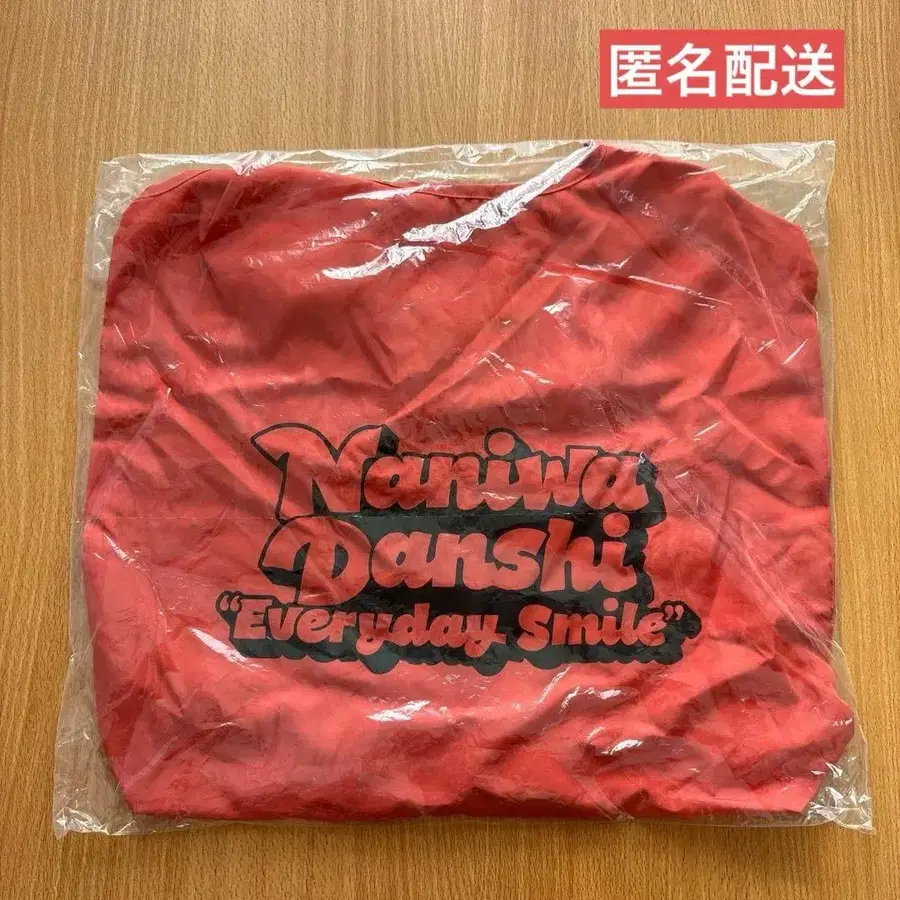 匿名配送
Naniwa
Danshi
“Everyday Smile”